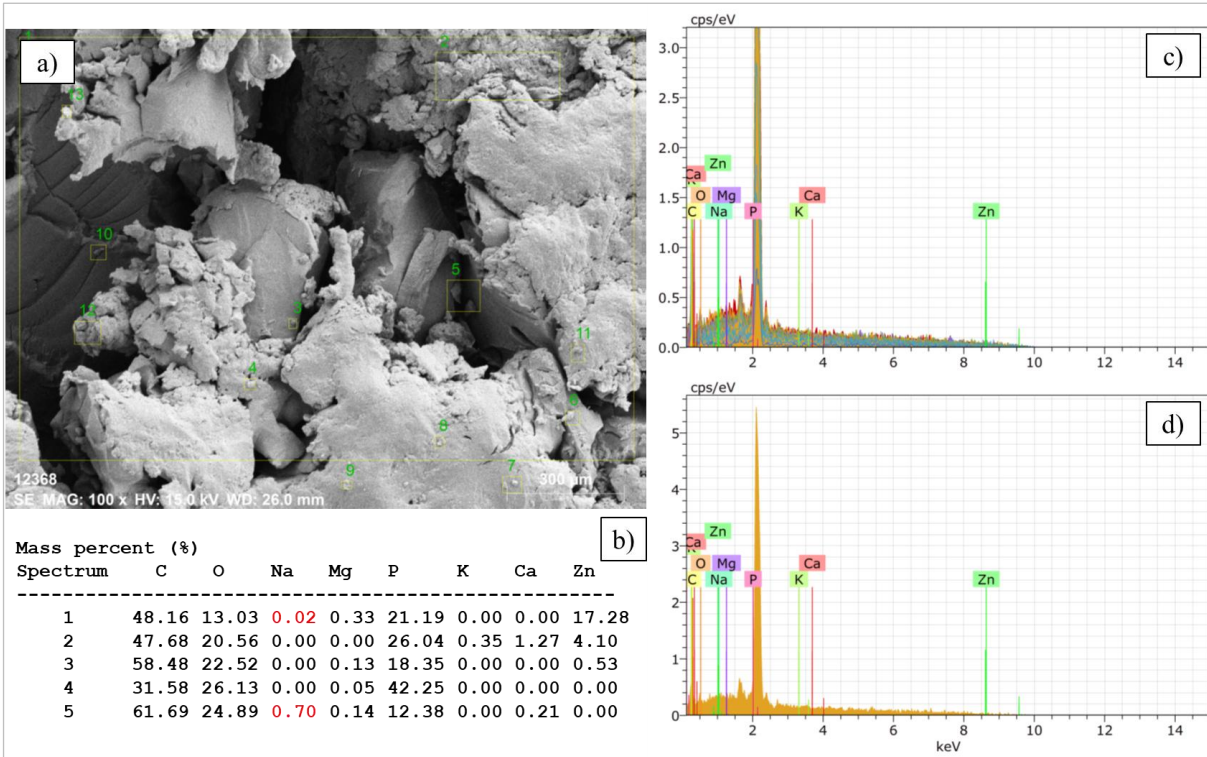 a)
1
2
13
10
5
3
12
11
4
6
8
9
7
12368
300 µm
SE MAG: 100 x HV: 15.0 kV WD: 26.0 mm
b)
Mass percent (%)
Spectrum C O Na Mg P K Ca Zn
------------------------------------------------------------
1 48.16 13.03 0.02 0.33 21.19 0.00 0.00 17.28
2 47.68 20.56 0.00 0.00 26.04 0.35 1.27 4.10
3 58.48 22.52 0.00 0.13 18.35 0.00 0.00 0.53
4 31.58 26.13 0.00 0.05 42.25 0.00 0.00 0.00
5 61.69 24.89 0.70 0.14 12.38 0.00 0.21 0.00
cps/eV
c)
3.0
2.5
2.0
1.5
1.0
0.5
0.0
Zn
Ca
O Mg Ca
C Na P K Zn
2 4 6 8 10 12 14
cps/eV
d)
5
4
3
2
1
0
Zn
Ca
O Mg Ca
C Na P K Zn
2 4 6 8 10 12 14
keV